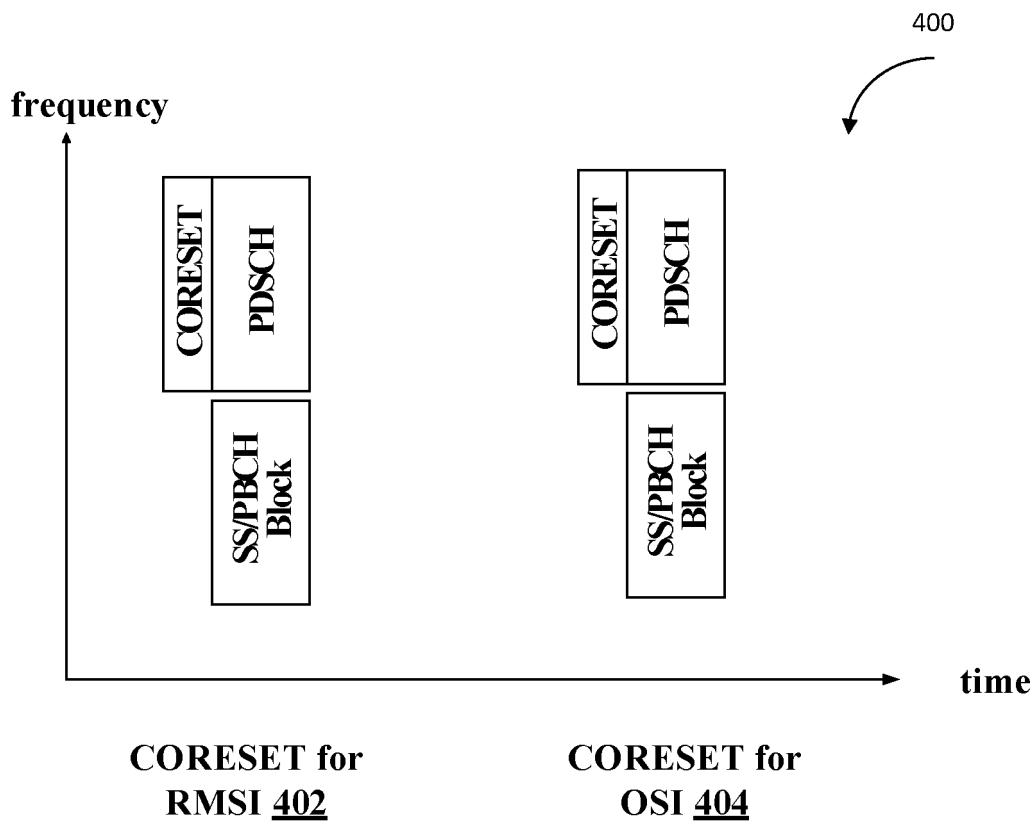 400
frequency
CORESET
PDSCH
CORESET
PDSCH
SS/PBCH
Block
SS/PBCH
Block
time
CORESET for
RMSI 402
CORESET for
OSI 404